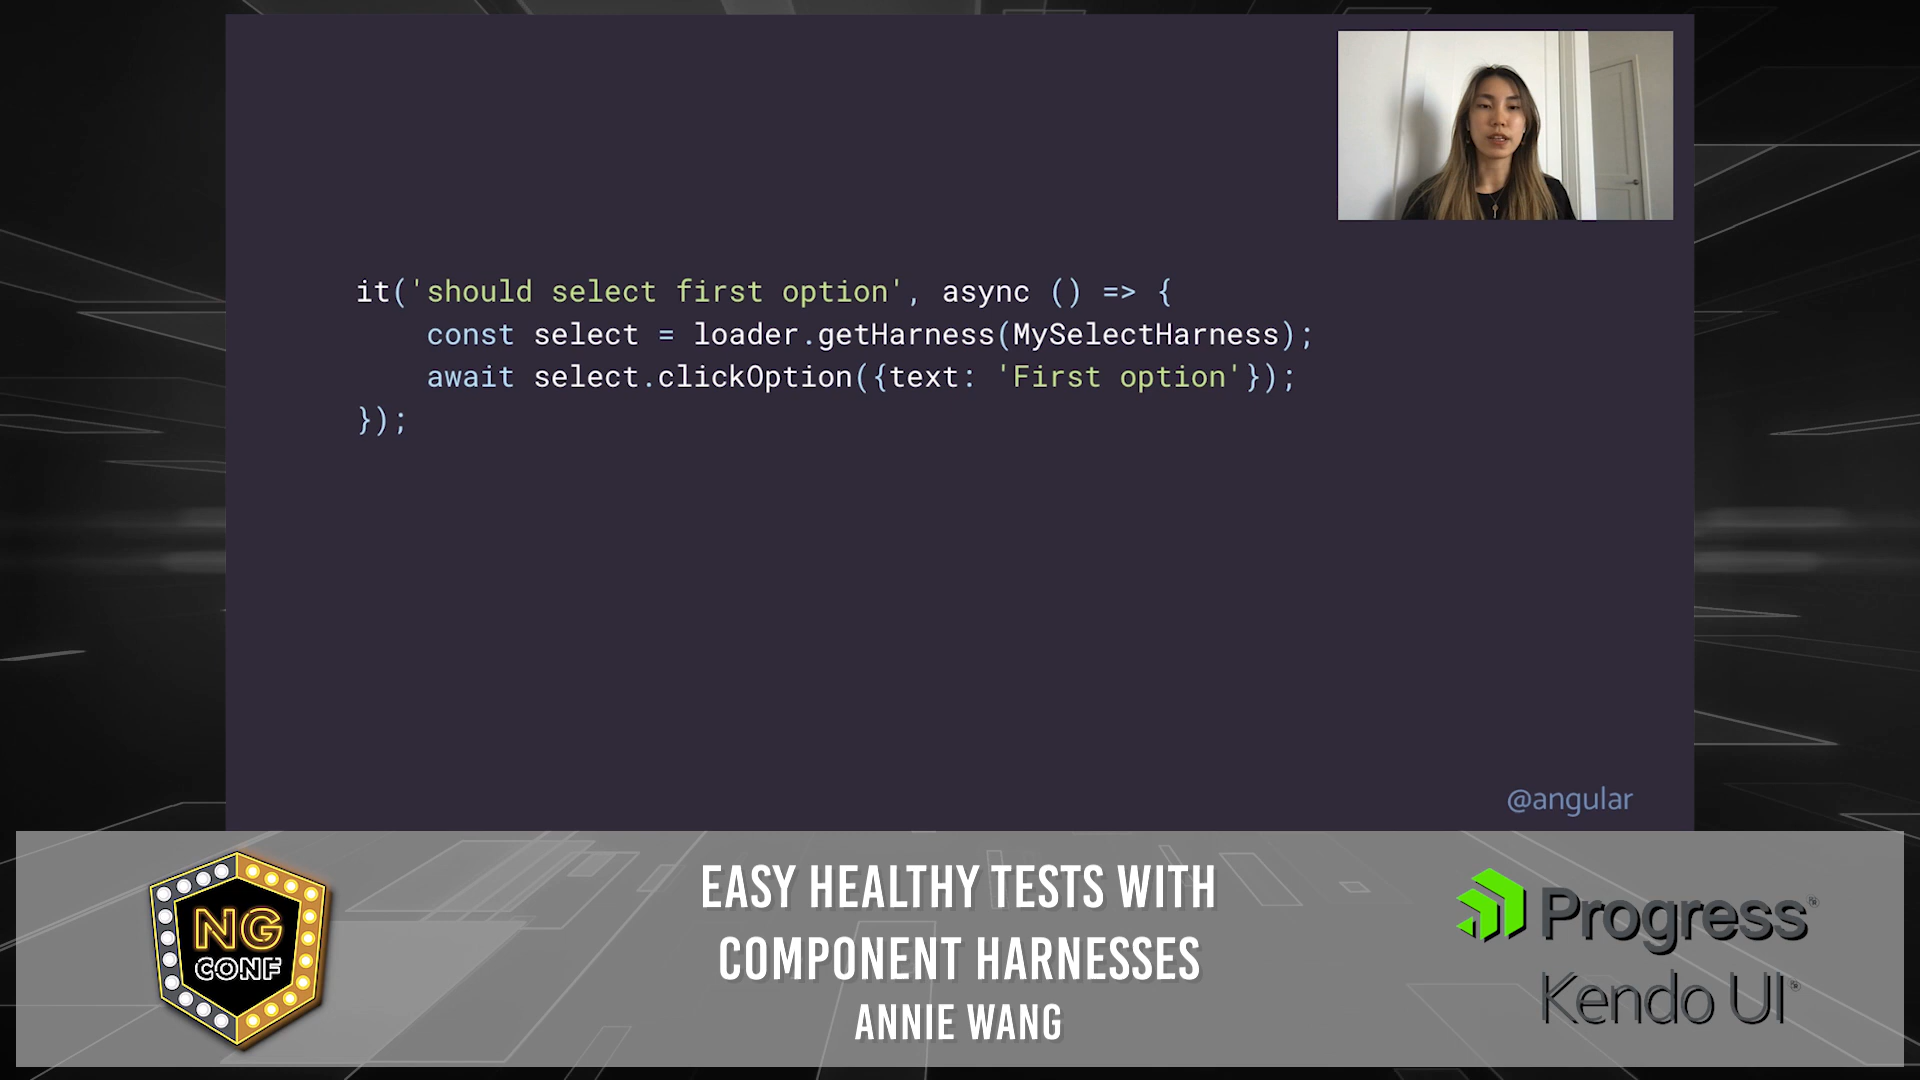 it('should select first option', async () => {
    const select = loader.getHarness(MySelectHarness);
    await select.clickOption({text: 'First option'});
});
@angular
NG
CONF
EASY HEALTHY TESTS WITH
COMPONENT HARNESSES
ANNIE WANG
Progress®
Kendo UI®